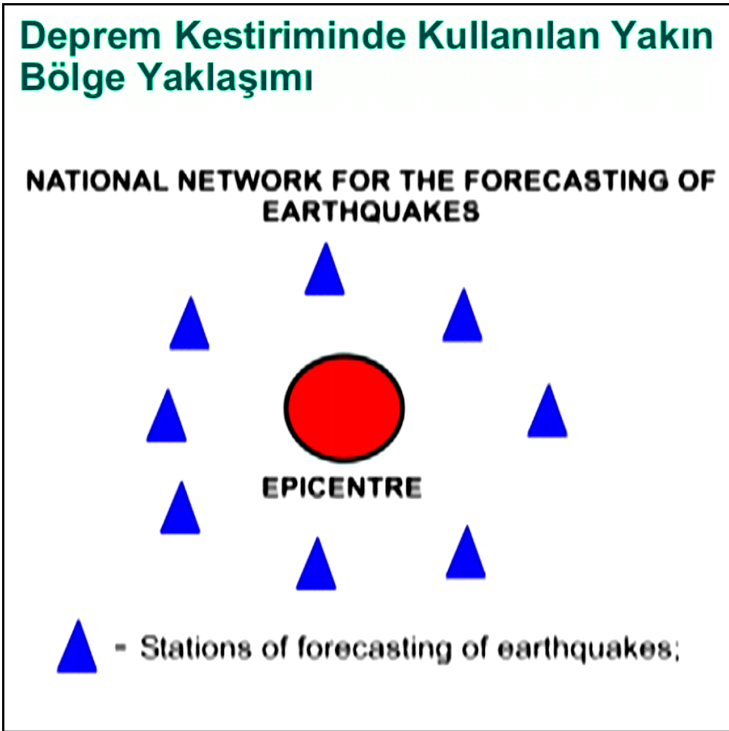 Deprem Kestiriminde Kullanılan Yakın
Bölge Yaklaşımı
NATIONAL NETWORK FOR THE FORECASTING OF
EARTHQUAKES
EPICENTRE
- Stations of forecasting of earthquakes;